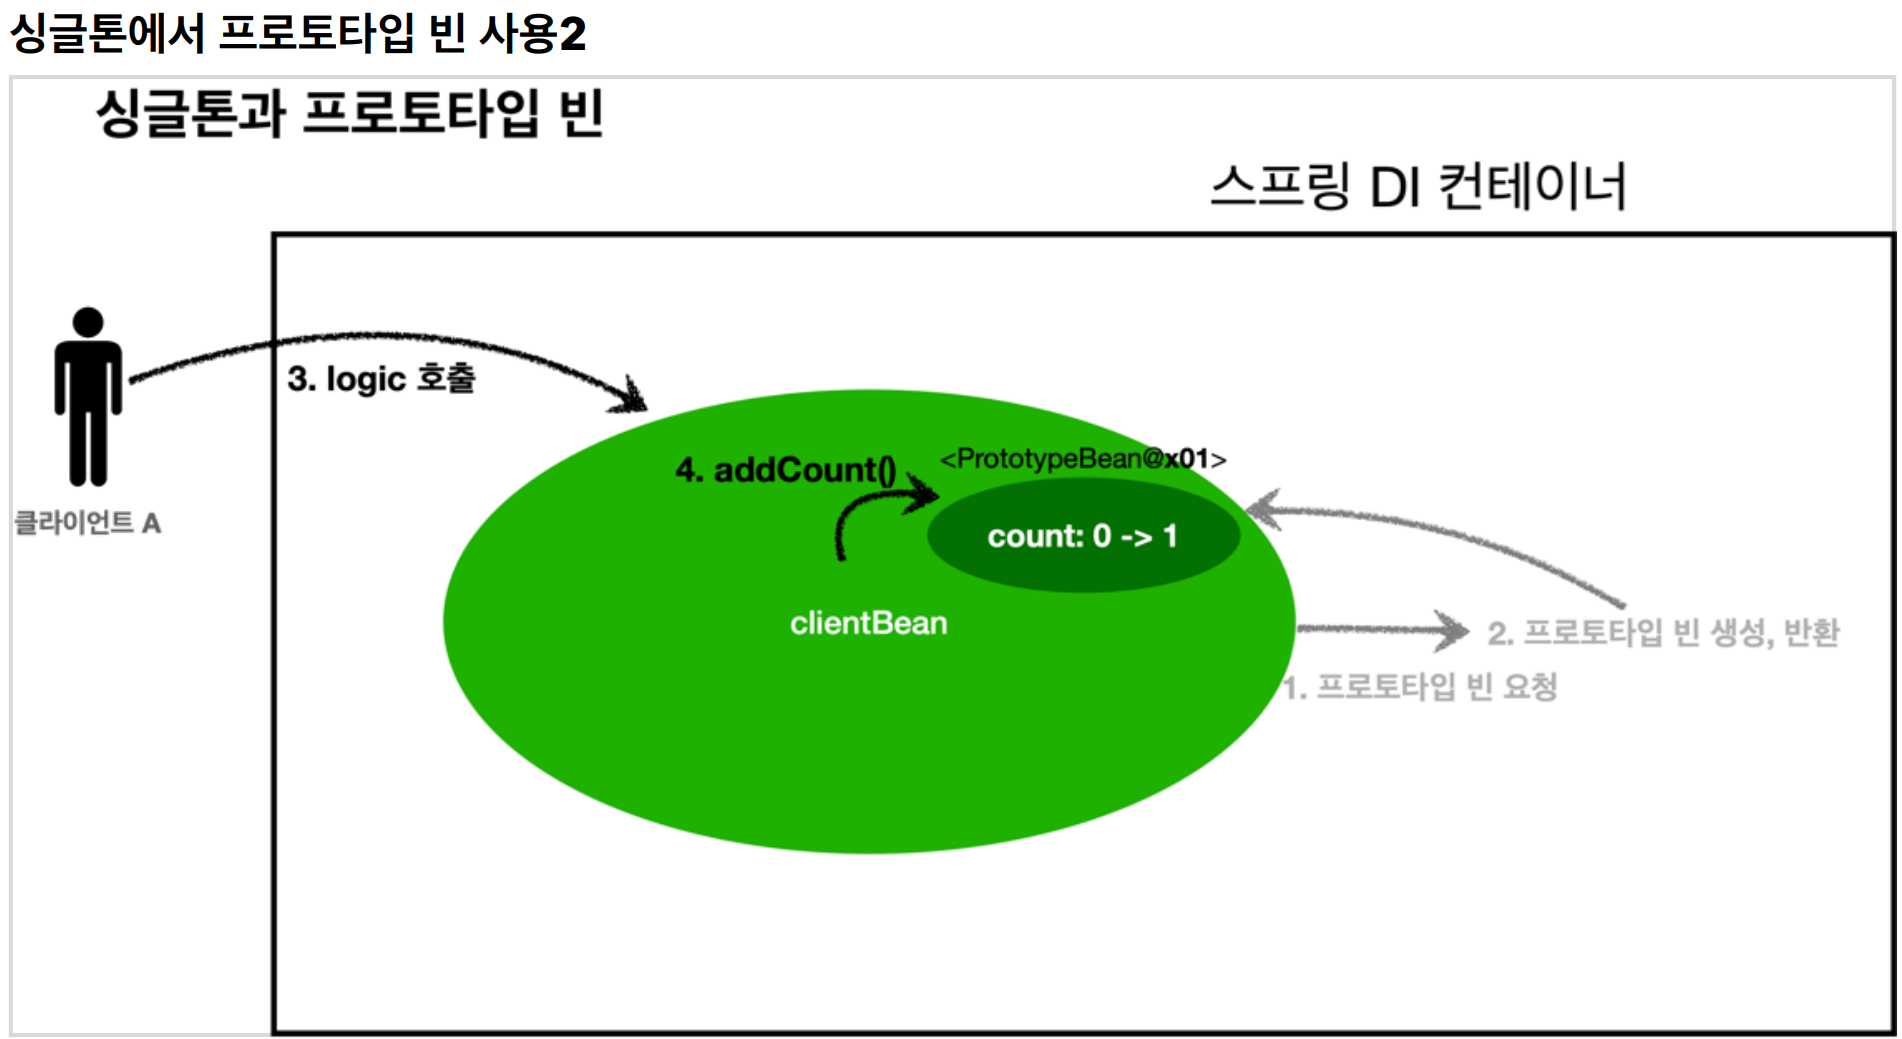 싱글톤에서 프로토타입 빈 사용2
싱글톤과 프로토타입 빈
스프링 DI 컨테이너
3. logic 호출
4. addCount()
<PrototypeBean@x01>
count: 0 -> 1
클라이언트 A
clientBean
2. 프로토타입 빈 생성, 반환
1. 프로토타입 빈 요청